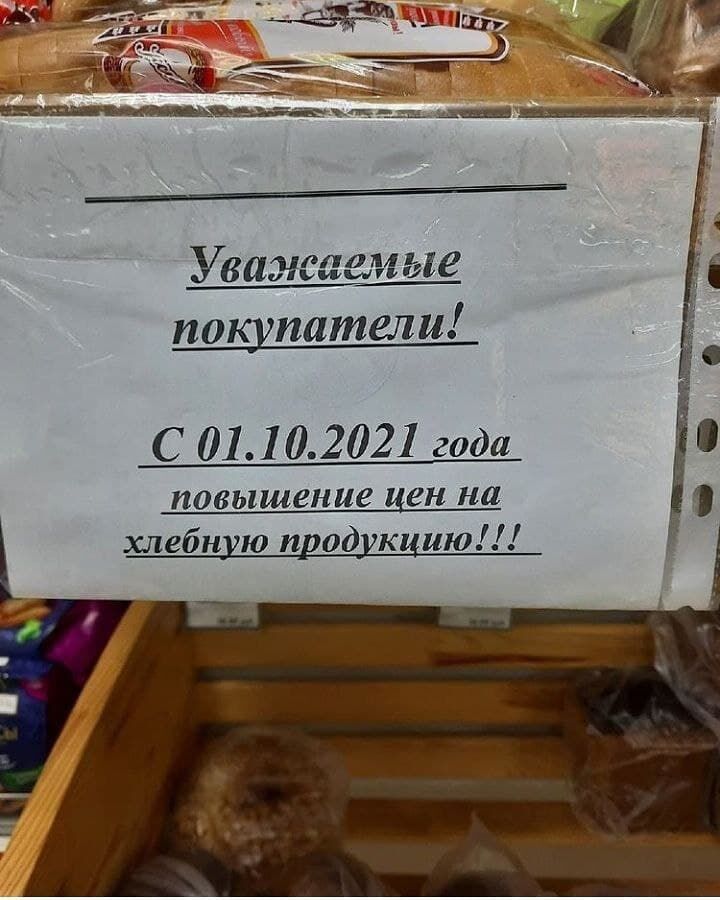 Уважаемые
покупатели!
С 01.10.2021 года
повышение цен на
хлебную продукцию!!!